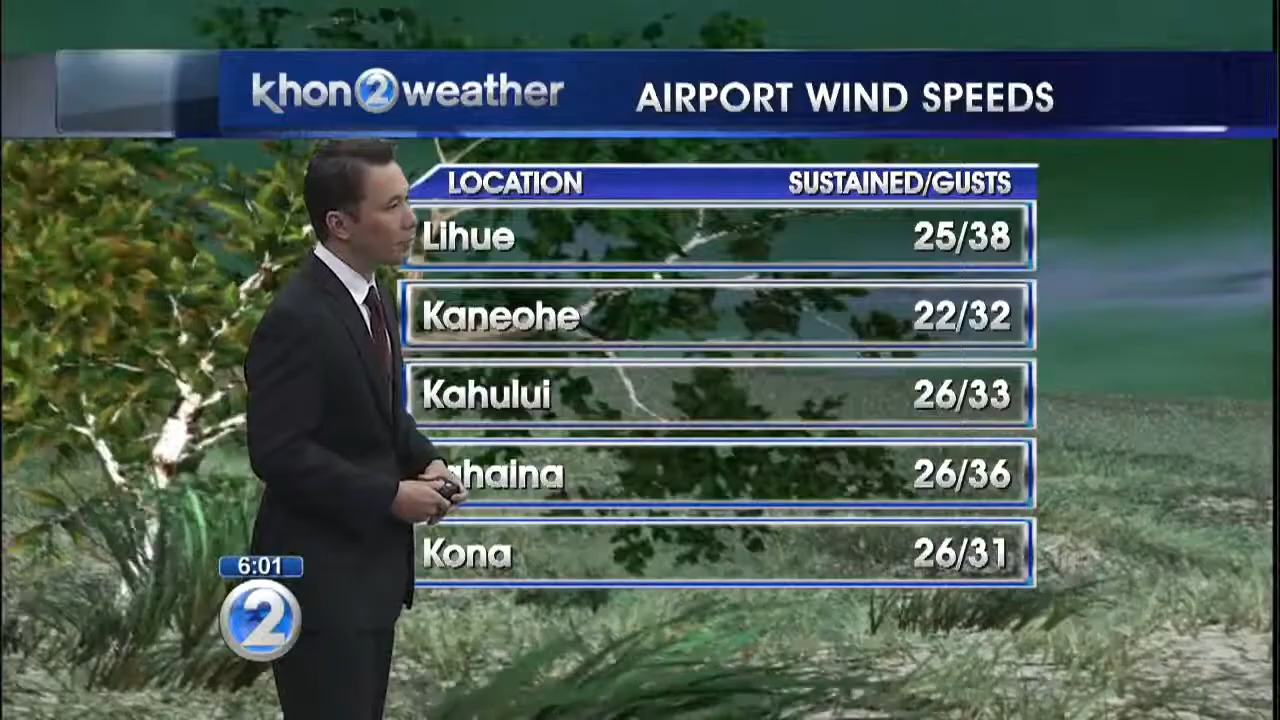 khon2weather AIRPORT WIND SPEEDS
LOCATION SUSTAINED/GUSTS
Lihue 25/38
Kaneohe 22/32
Kahului 26/33
ahaina 26/36
Kona 26/31
6:01
2